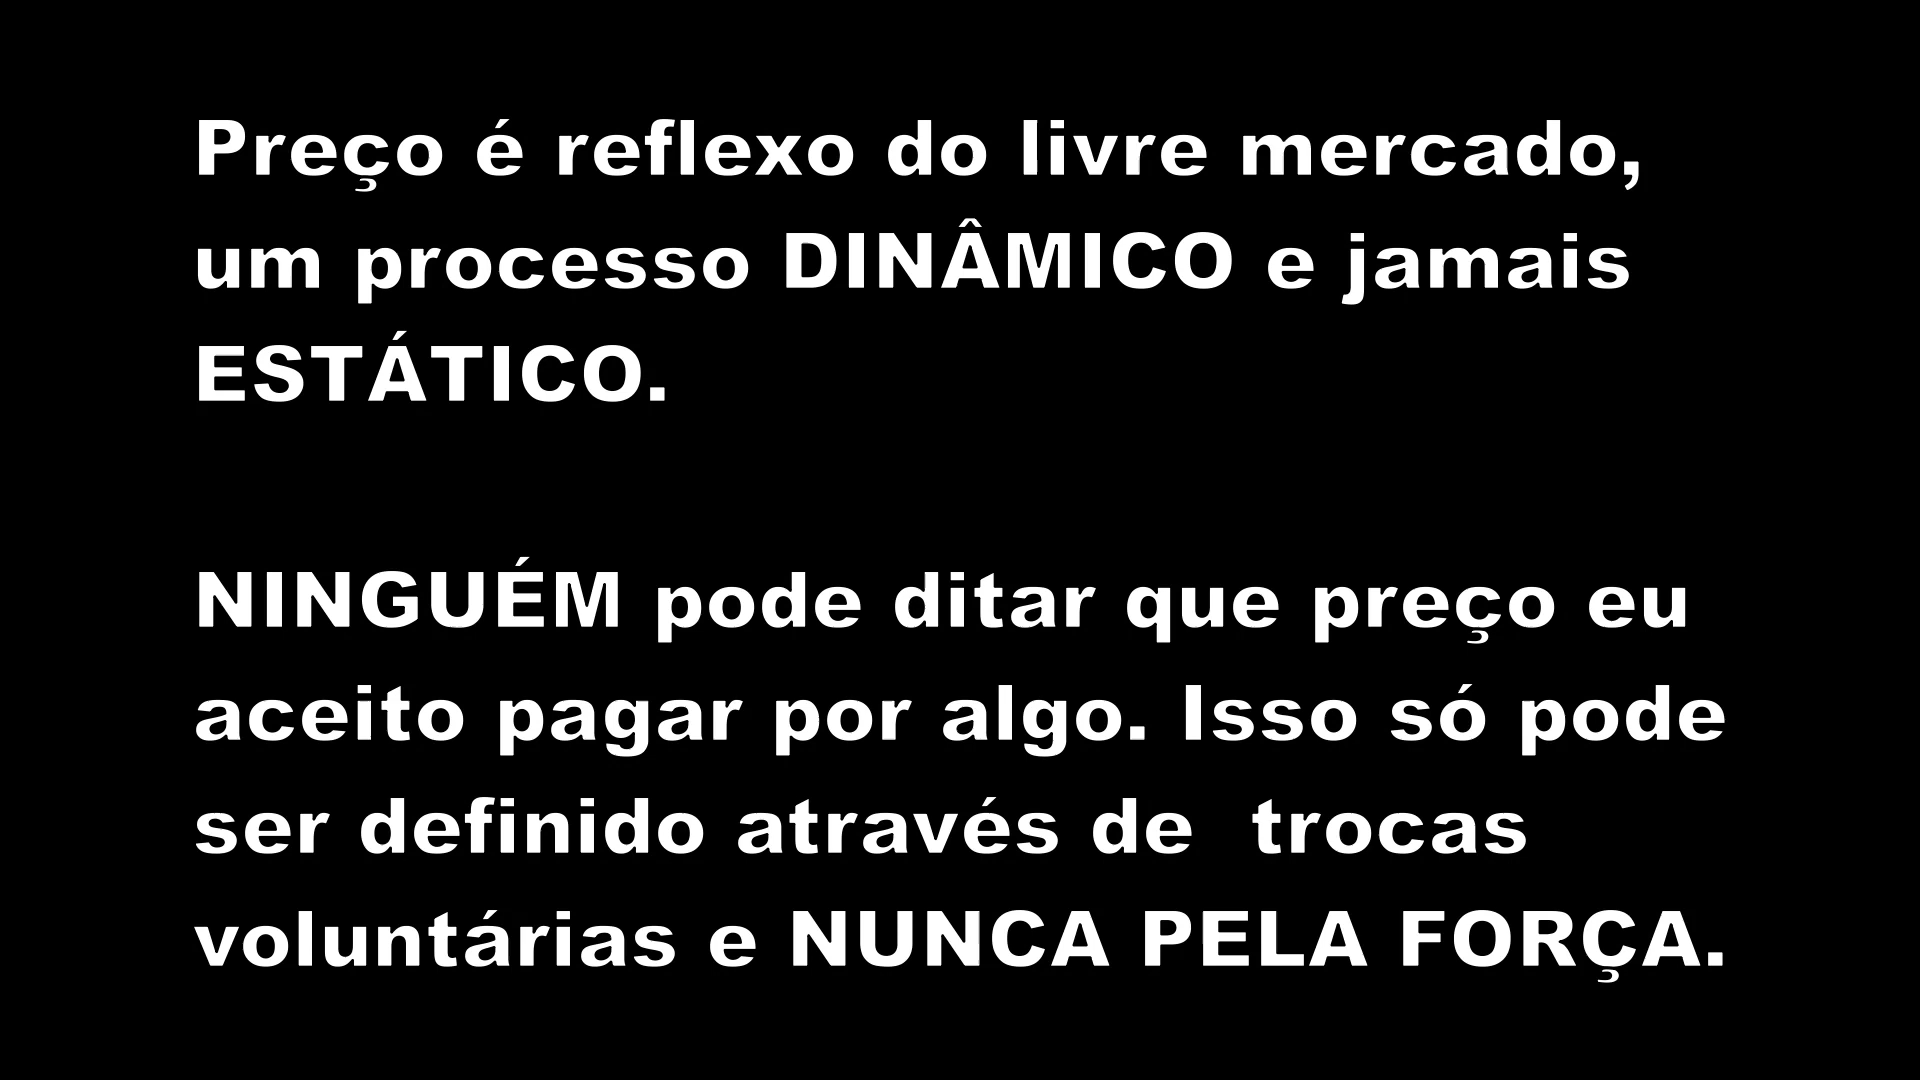 Preço é reflexo do livre mercado,
um processo DINÂMICO e jamais
ESTÁTICO.
NINGUÉM pode ditar que preço eu
aceito pagar por algo. Isso só pode
ser definido através de  trocas
voluntárias e NUNCA PELA FORÇA.